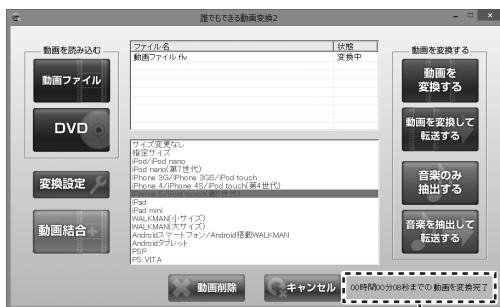 誰でもできる動画変換2
動画を読み込む
動画ファイル
DVD
変換設定
動画結合
ファイル名
状態
動画ファイル.flv
変換中
サイズ変更なし
指定サイズ
iPod/iPod nano
iPod nano(第7世代)
iPhone 3G/iPhone 3GS/iPod touch
iPhone 4/iPhone 4S/iPod touch(第4世代)
iPhone 5/iPod touch(第5世代)
iPad
iPad mini
WALKMAN(小サイズ)
WALKMAN(大サイズ)
Androidスマートフォン/Android搭載WALKMAN
Androidタブレット
PSP
PS VITA
動画を変換する
動画を
変換する
動画を変換して
転送する
音楽のみ
抽出する
音楽を抽出して
転送する
動画削除
キャンセル
00時間00分08秒までの動画を変換完了